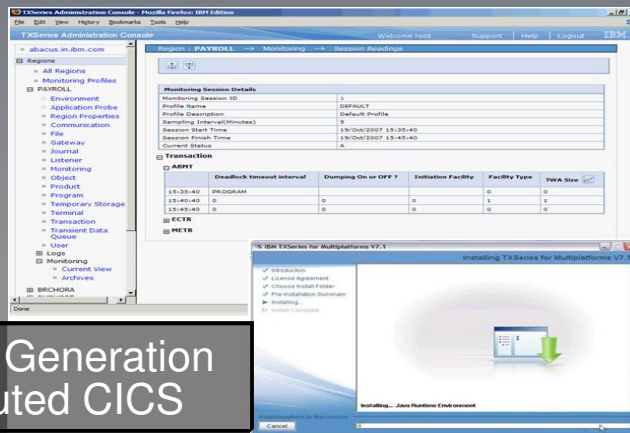 TXSeries Administration Console - Mozilla Firefox: IBM Edition
File Edit View History Bookmarks Tools Help
TXSeries Administration Console
Welcome root Support | Help | Logout IBM
abacus.in.ibm.com
Regions
All Regions
Monitoring Profiles
PAYROLL
Environment
Application Probe
Region Properties
Communication
File
Gateway
Journal
Listener
Monitoring
Object
Product
Program
Temporary Storage
Terminal
Transaction
Transient Data
Queue
User
Logs
Monitoring
Current View
Archives
BRCHORA
Done
Region : PAYROLL → Monitoring → Session Readings
Monitoring Session Details
Monitoring Session ID 1
Profile Name DEFAULT
Profile Description Default Profile
Sampling Interval(Minutes) 5
Session Start Time 19/Oct/2007 15:35:40
Session Finish Time 19/Oct/2007 15:45:40
Current Status A
Transaction
ABMT
Deadlock timeout interval Dumping On or OFF ? Initiation Facility Facility Type TWA Size
15:35:40 PROGRAM 0 0
15:40:40 0 0 0 1 1
15:45:40 0 0 0 0 0
ECTR
METR
IBM TXSeries for Multiplatforms V7.1
Installing TXSeries for Multiplatforms V7.1
Introduction
License Agreement
Choose Install Folder
Pre-Installation Summary
Installing...
Install Complete
Installing... Java Runtime Environment
InstallAnywhere by Macrovision
Cancel
Generation
uted CICS